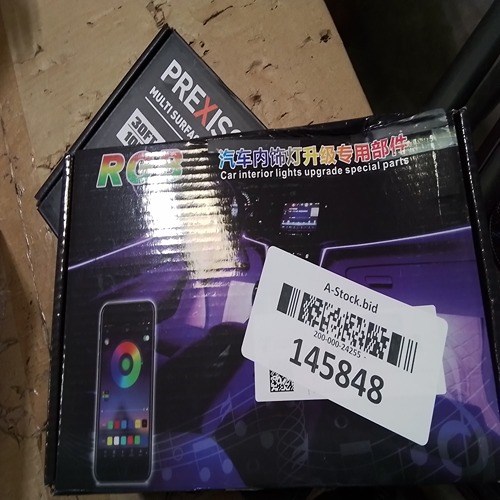 PREXISO
MULTI SURFA
RGB
汽车内饰灯升级专用部件
Car interior lights upgrade special parts
A-Stock.bid
200-000-24255
145848